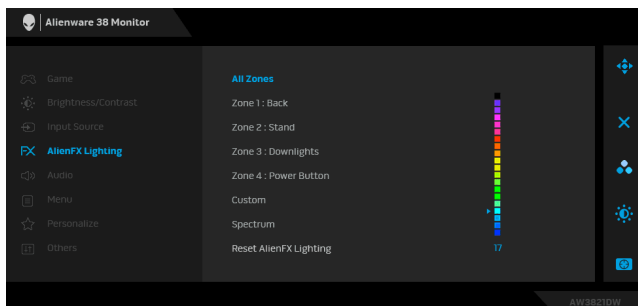 Alienware 38 Monitor
Game
Brightness/Contrast
Input Source
AlienFX Lighting
Audio
Menu
Personalize
Others
All Zones
Zone 1 : Back
Zone 2 : Stand
Zone 3 : Downlights
Zone 4 : Power Button
Custom
Spectrum
Reset AlienFX Lighting
17
AW3821DW